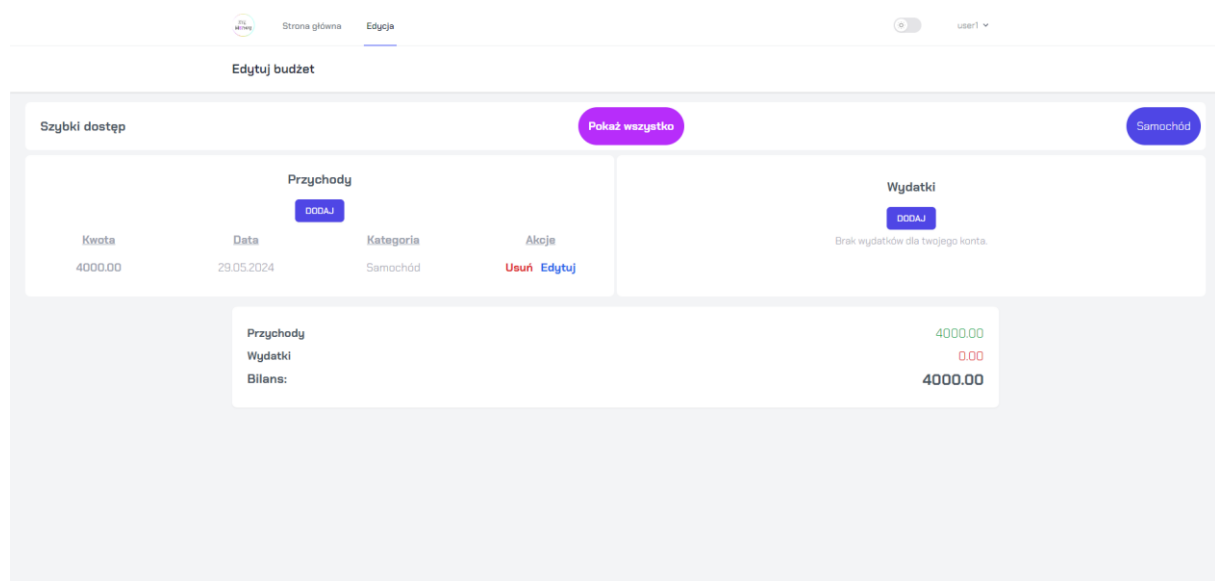 Strona główna Edycja user1
Edytuj budżet
Szybki dostęp Pokaż wszystko Samochód
Przychody
DODAJ
Kwota Data Kategoria Akcje
4000.00 29.05.2024 Samochód Usuń Edytuj
Wydatki
DODAJ
Brak wydatków dla twojego konta.
Przychody 4000.00
Wydatki 0.00
Bilans: 4000.00